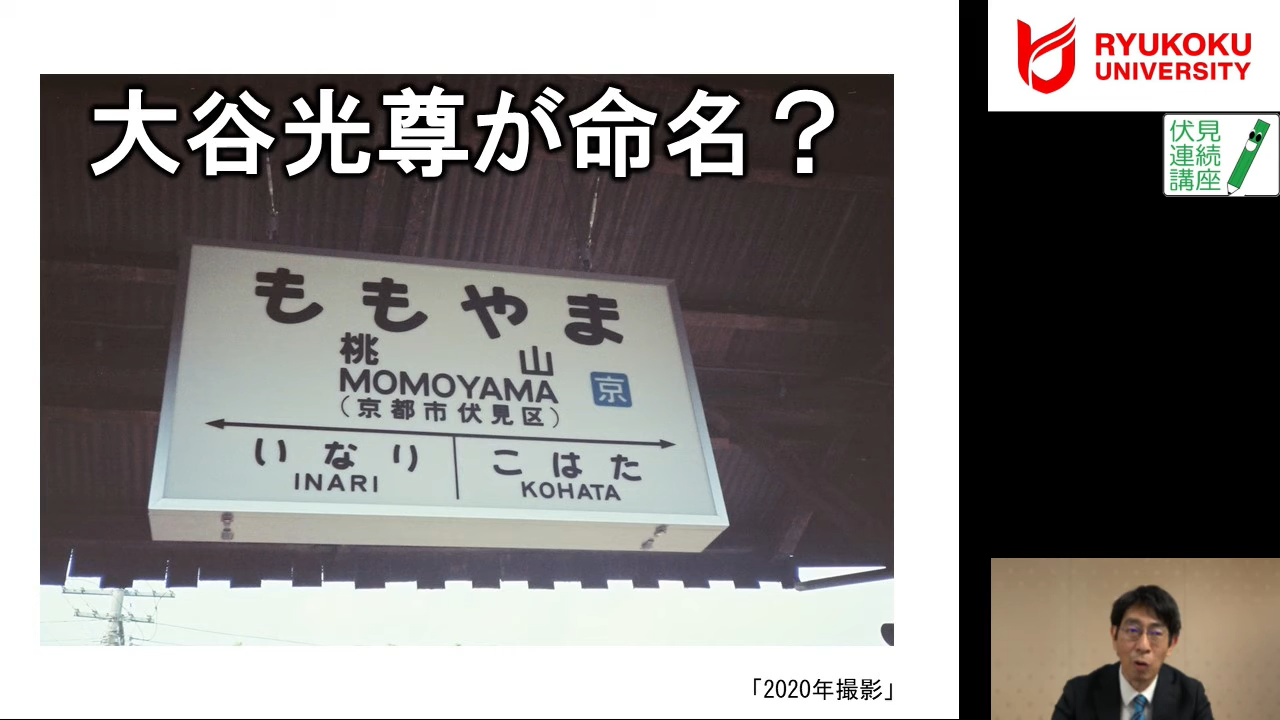 大谷光尊が命名？
ももやま
桃山
MOMOYAMA
京
（京都市伏見区）
いなり
こはた
INARI
KOHATA
「2020年撮影」
RYUKOKU
UNIVERSITY
伏見
連続
講座